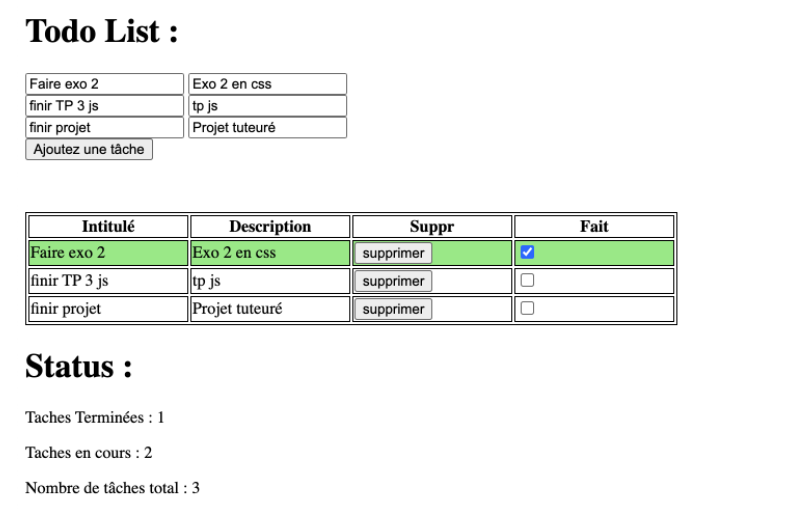 Todo List :
Faire exo 2 Exo 2 en css
finir TP 3 js tp js
finir projet Projet tuteuré
Ajoutez une tâche
Intitulé Description Suppr Fait
Faire exo 2 Exo 2 en css supprimer
finir TP 3 js tp js supprimer
finir projet Projet tuteuré supprimer
Status :
Taches Terminées : 1
Taches en cours : 2
Nombre de tâches total : 3